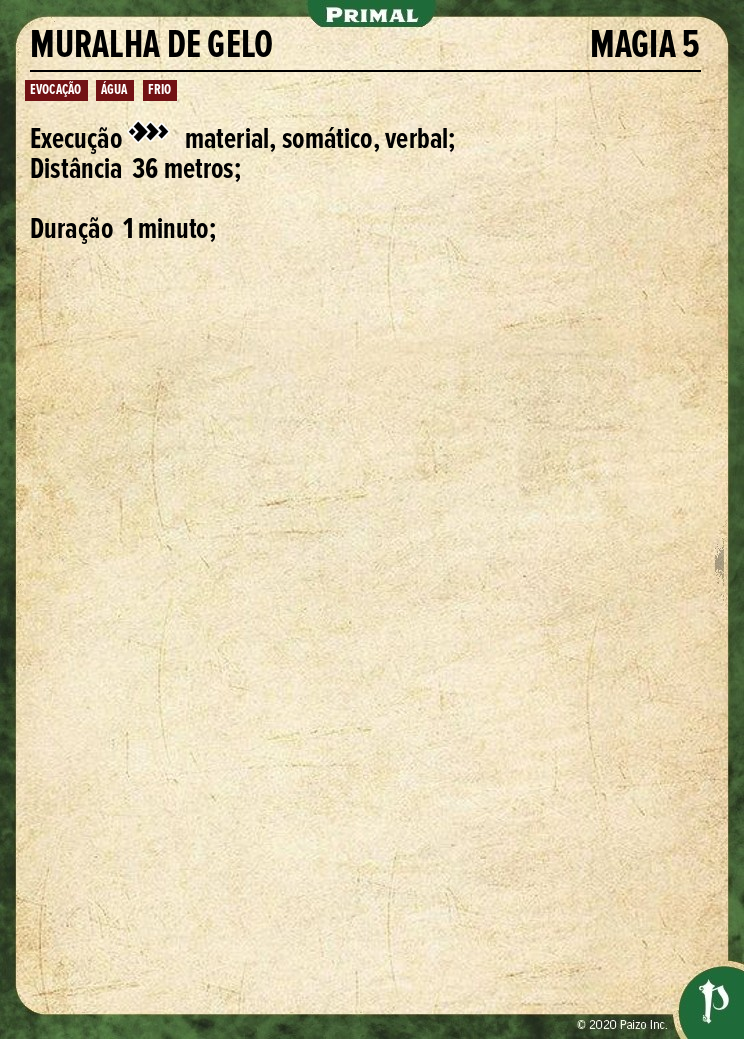 PRIMAL
MURALHA DE GELO MAGIA 5
EVOCAÇÃO ÁGUA FRIO
Execução material, somático, verbal;
Distância 36 metros;
Duração 1 minuto;
© 2020 Paizo Inc.